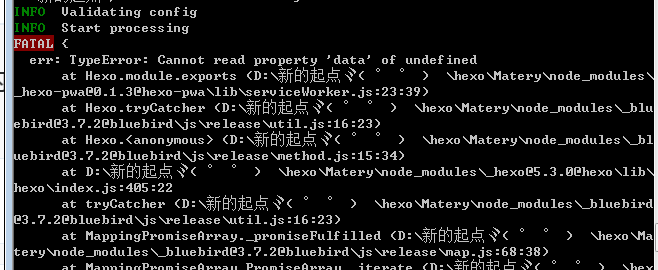 INFO  Validating config
INFO  Start processing
FATAL {
err: TypeError: Cannot read property 'data' of undefined
at Hexo.module.exports (D:\新的起点ヾ(゜゜)  \hexo\Matery\node_modules\
_hexo-pwa@0.1.3@hexo-pwa\lib\serviceWorker.js:23:39)
at Hexo.tryCatcher (D:\新的起点ヾ(゜゜)  \hexo\Matery\node_modules\_blu
ebird@3.7.2@bluebird\js\release\util.js:16:23)
at Hexo.<anonymous> (D:\新的起点ヾ(゜゜)  \hexo\Matery\node_modules\_bl
uebird@3.7.2@bluebird\js\release\method.js:15:34)
at D:\新的起点ヾ(゜゜)  \hexo\Matery\node_modules\_hexo@5.3.0@hexo\lib\
hexo\index.js:405:22
at tryCatcher (D:\新的起点ヾ(゜゜)  \hexo\Matery\node_modules\_bluebird
@3.7.2@bluebird\js\release\util.js:16:23)
at MappingPromiseArray._promiseFulfilled (D:\新的起点ヾ(゜゜)  \hexo\Ma
tery\node_modules\_bluebird@3.7.2@bluebird\js\release\map.js:68:38)
at MappingPromiseArray.PromiseArray._iterate (D:\新的起点ヾ(゜゜)  \hexo